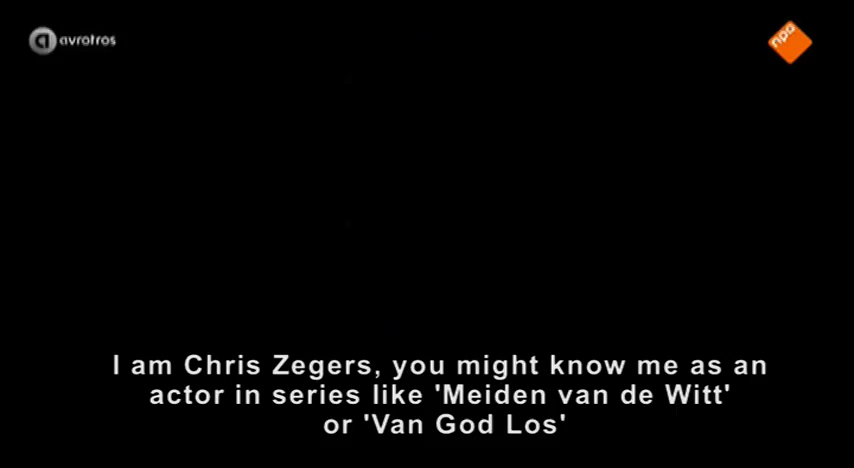 avrotros
npo
I am Chris Zegers, you might know me as an
actor in series like 'Meiden van de Witt'
or 'Van God Los'